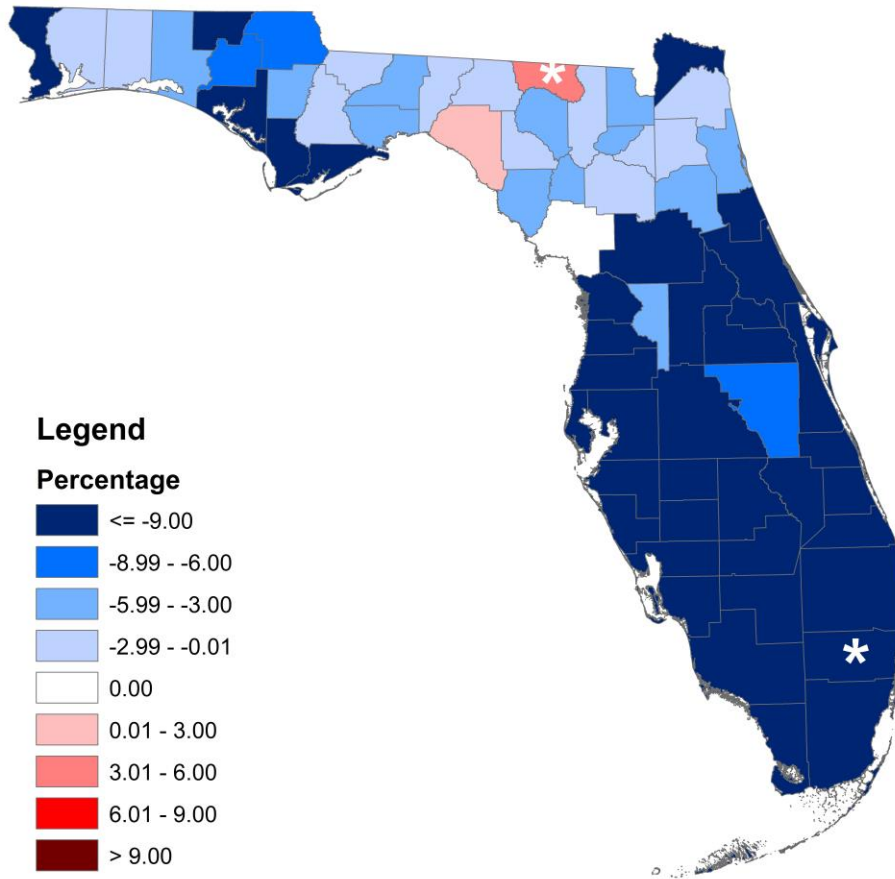 *
*
Legend
Percentage
<= -9.00
-8.99 - -6.00
-5.99 - -3.00
-2.99 - -0.01
0.00
0.01 - 3.00
3.01 - 6.00
6.01 - 9.00
> 9.00